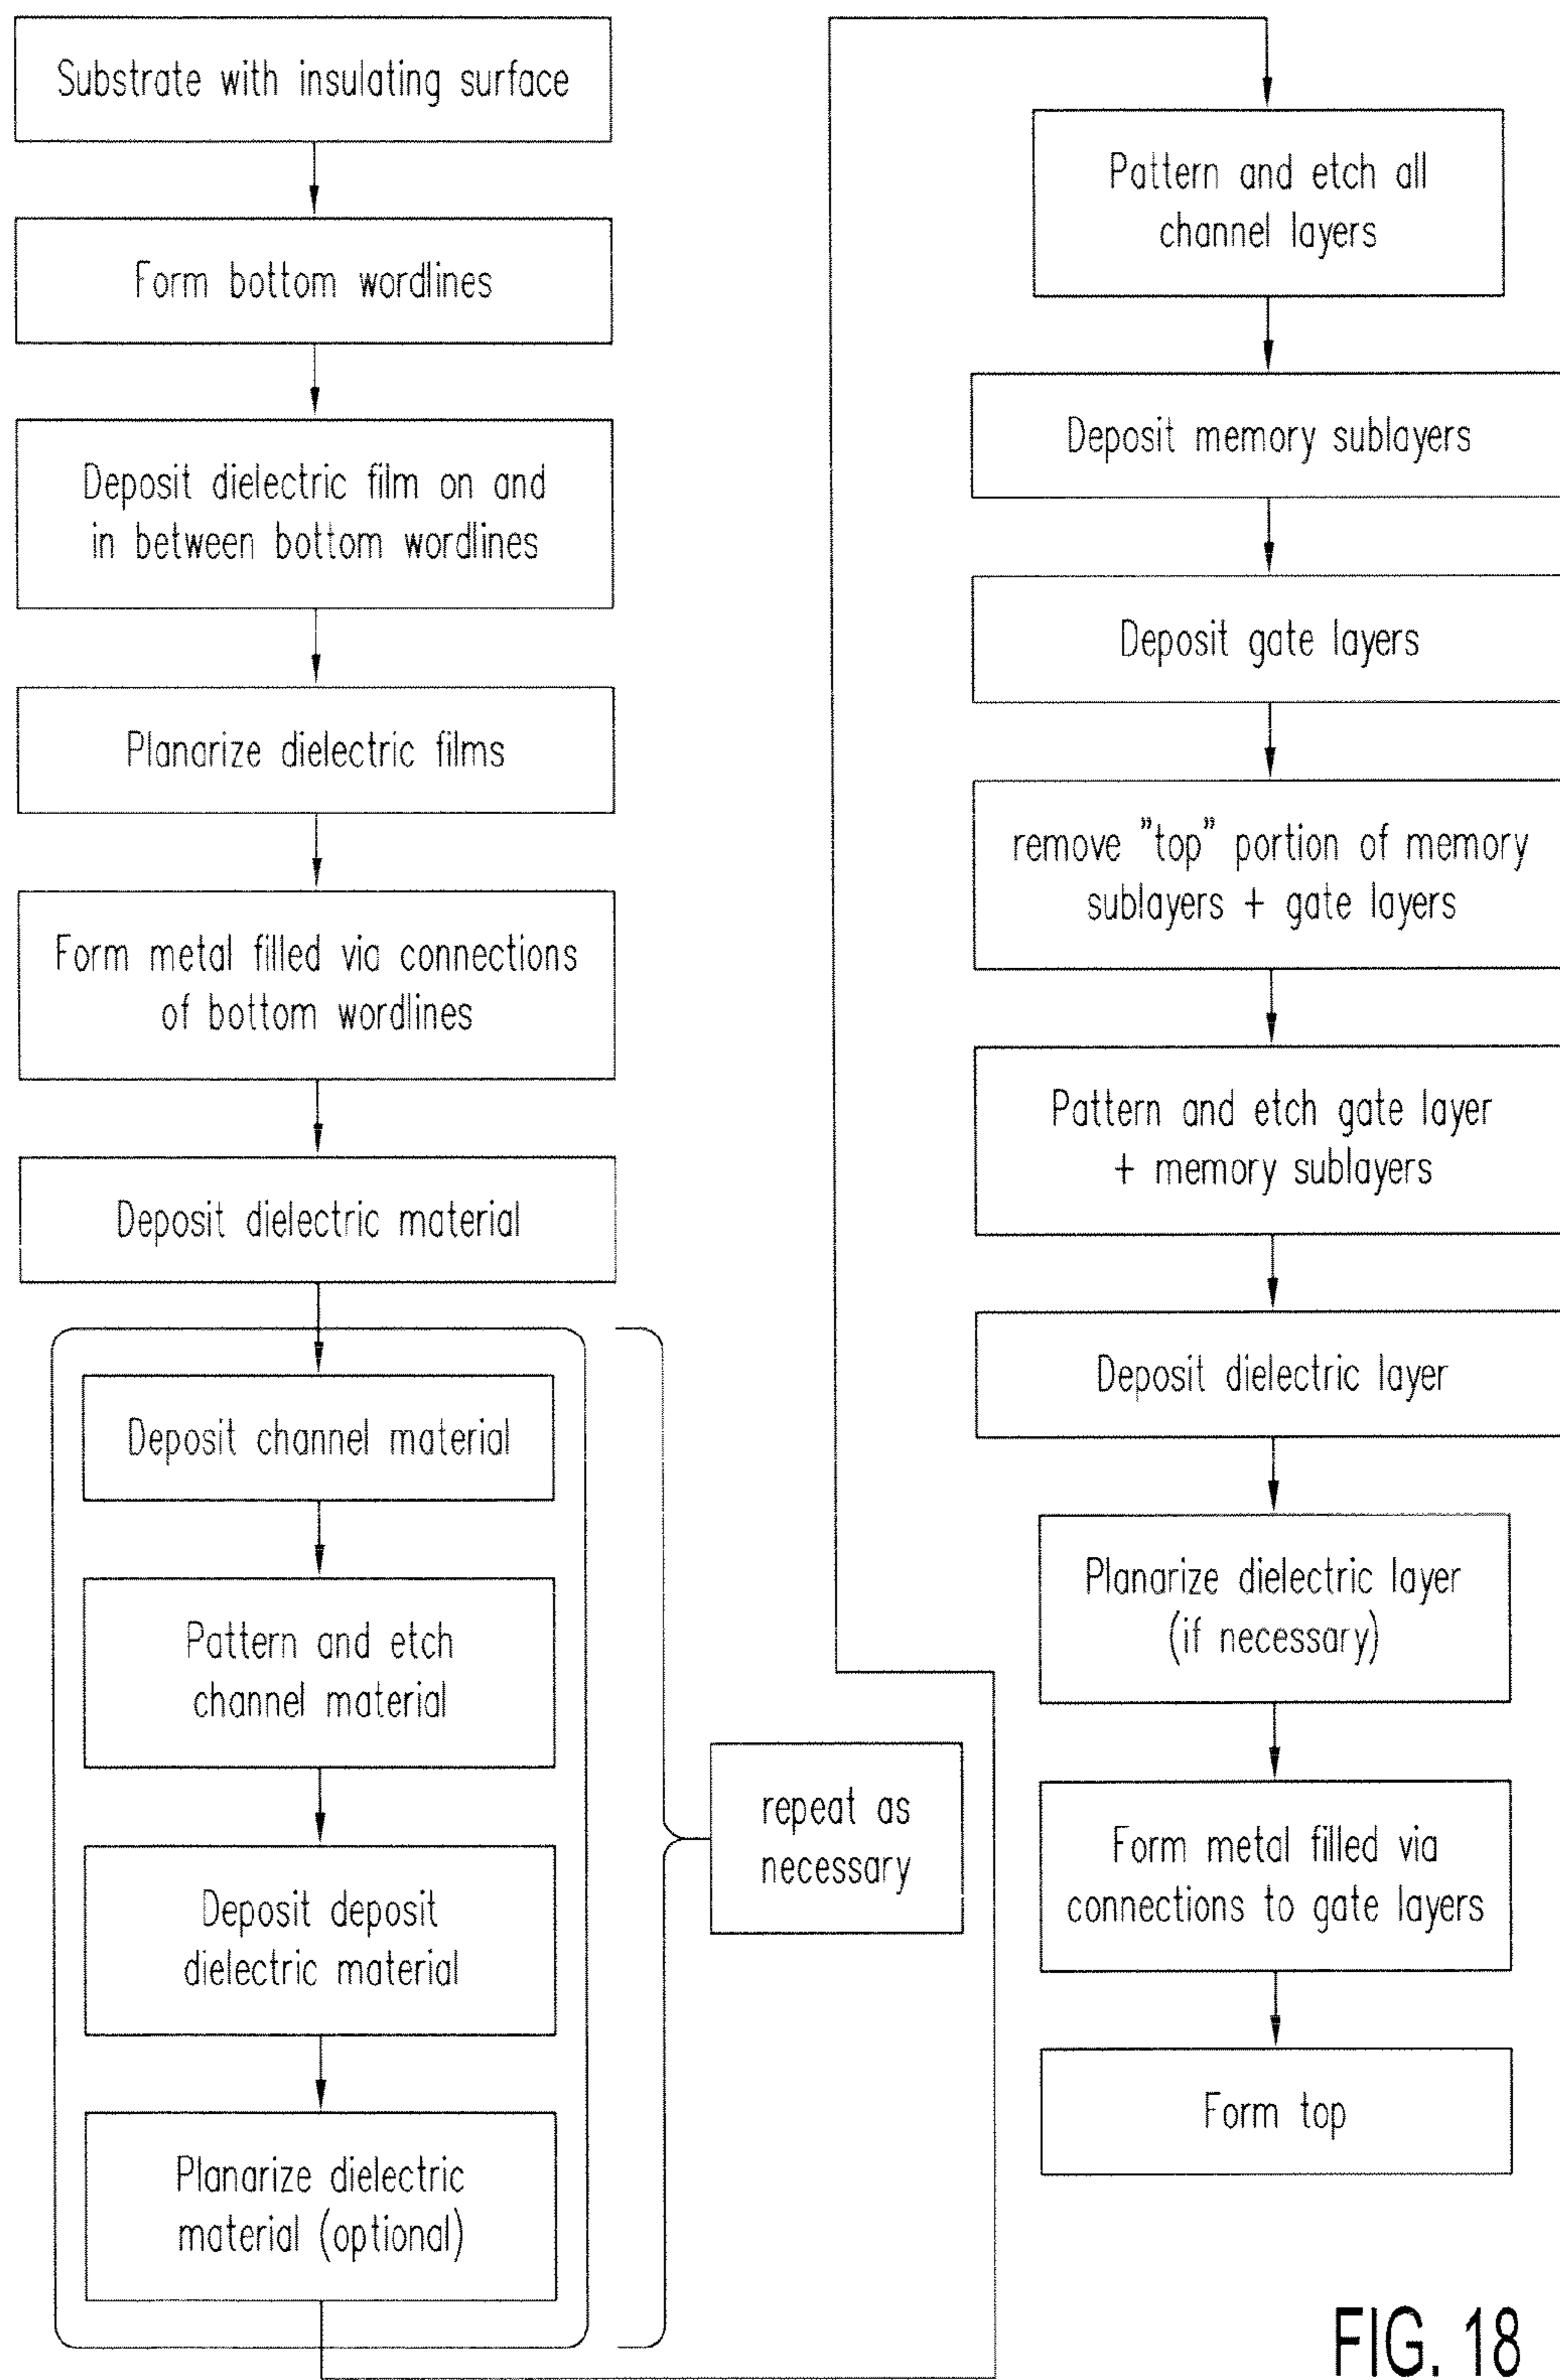 Substrate with insulating surface
Form bottom wordlines
Deposit dielectric film on and
in between bottom wordlines
Planarize dielectric films
Form metal filled via connections
of bottom wordlines
Deposit dielectric material
Deposit channel material
Pattern and etch
channel material
Deposit deposit
dielectric material
Planarize dielectric
material (optional)
repeat as
necessary
Pattern and etch all
channel layers
Deposit memory sublayers
Deposit gate layers
remove "top" portion of memory
sublayers + gate layers
Pattern and etch gate layer
+ memory sublayers
Deposit dielectric layer
Planarize dielectric layer
(if necessary)
Form metal filled via
connections to gate layers
Form top
FIG. 18